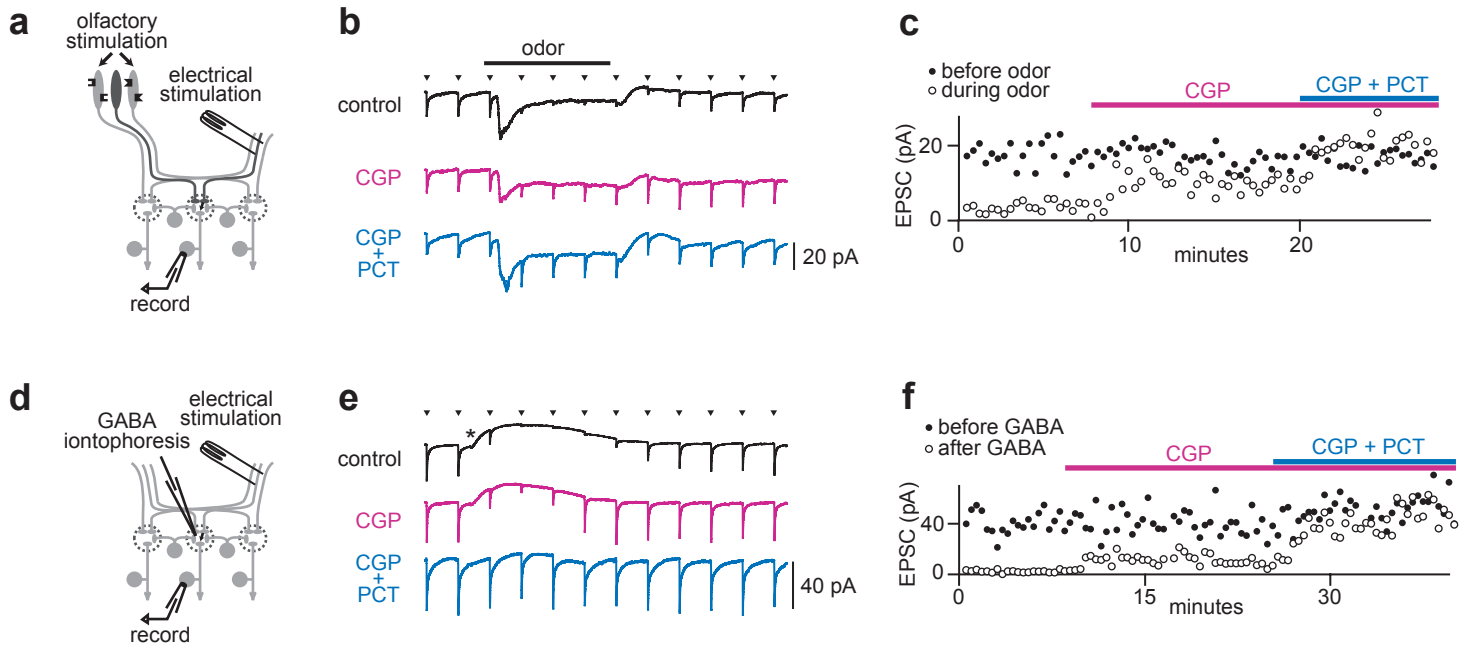 a
olfactory
stimulation
electrical
stimulation
record
b
odor
control
CGP
CGP
+
PCT
20 pA
c
before odor
during odor
CGP
CGP + PCT
EPSC (pA)
20
0
0
10
20
minutes
d
electrical
stimulation
GABA
iontophoresis
record
e
*
control
CGP
CGP
+
PCT
40 pA
f
before GABA
after GABA
CGP
CGP + PCT
EPSC (pA)
40
0
0
15
30
minutes